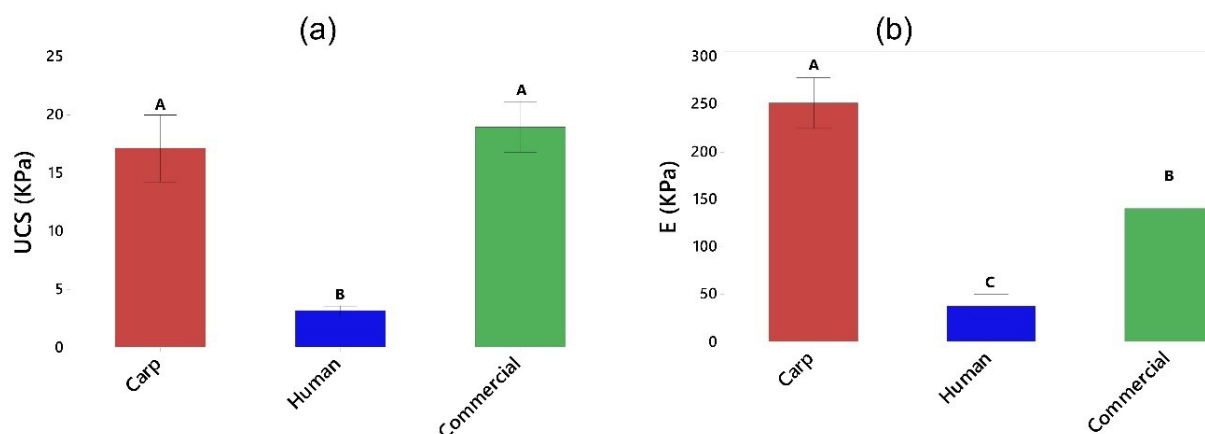 (a)
25
20
15
10
5
0
UCS (KPa)
A
B
A
Carp
Human
Commercial
(b)
300
250
200
150
100
50
0
E (KPa)
A
C
B
Carp
Human
Commercial